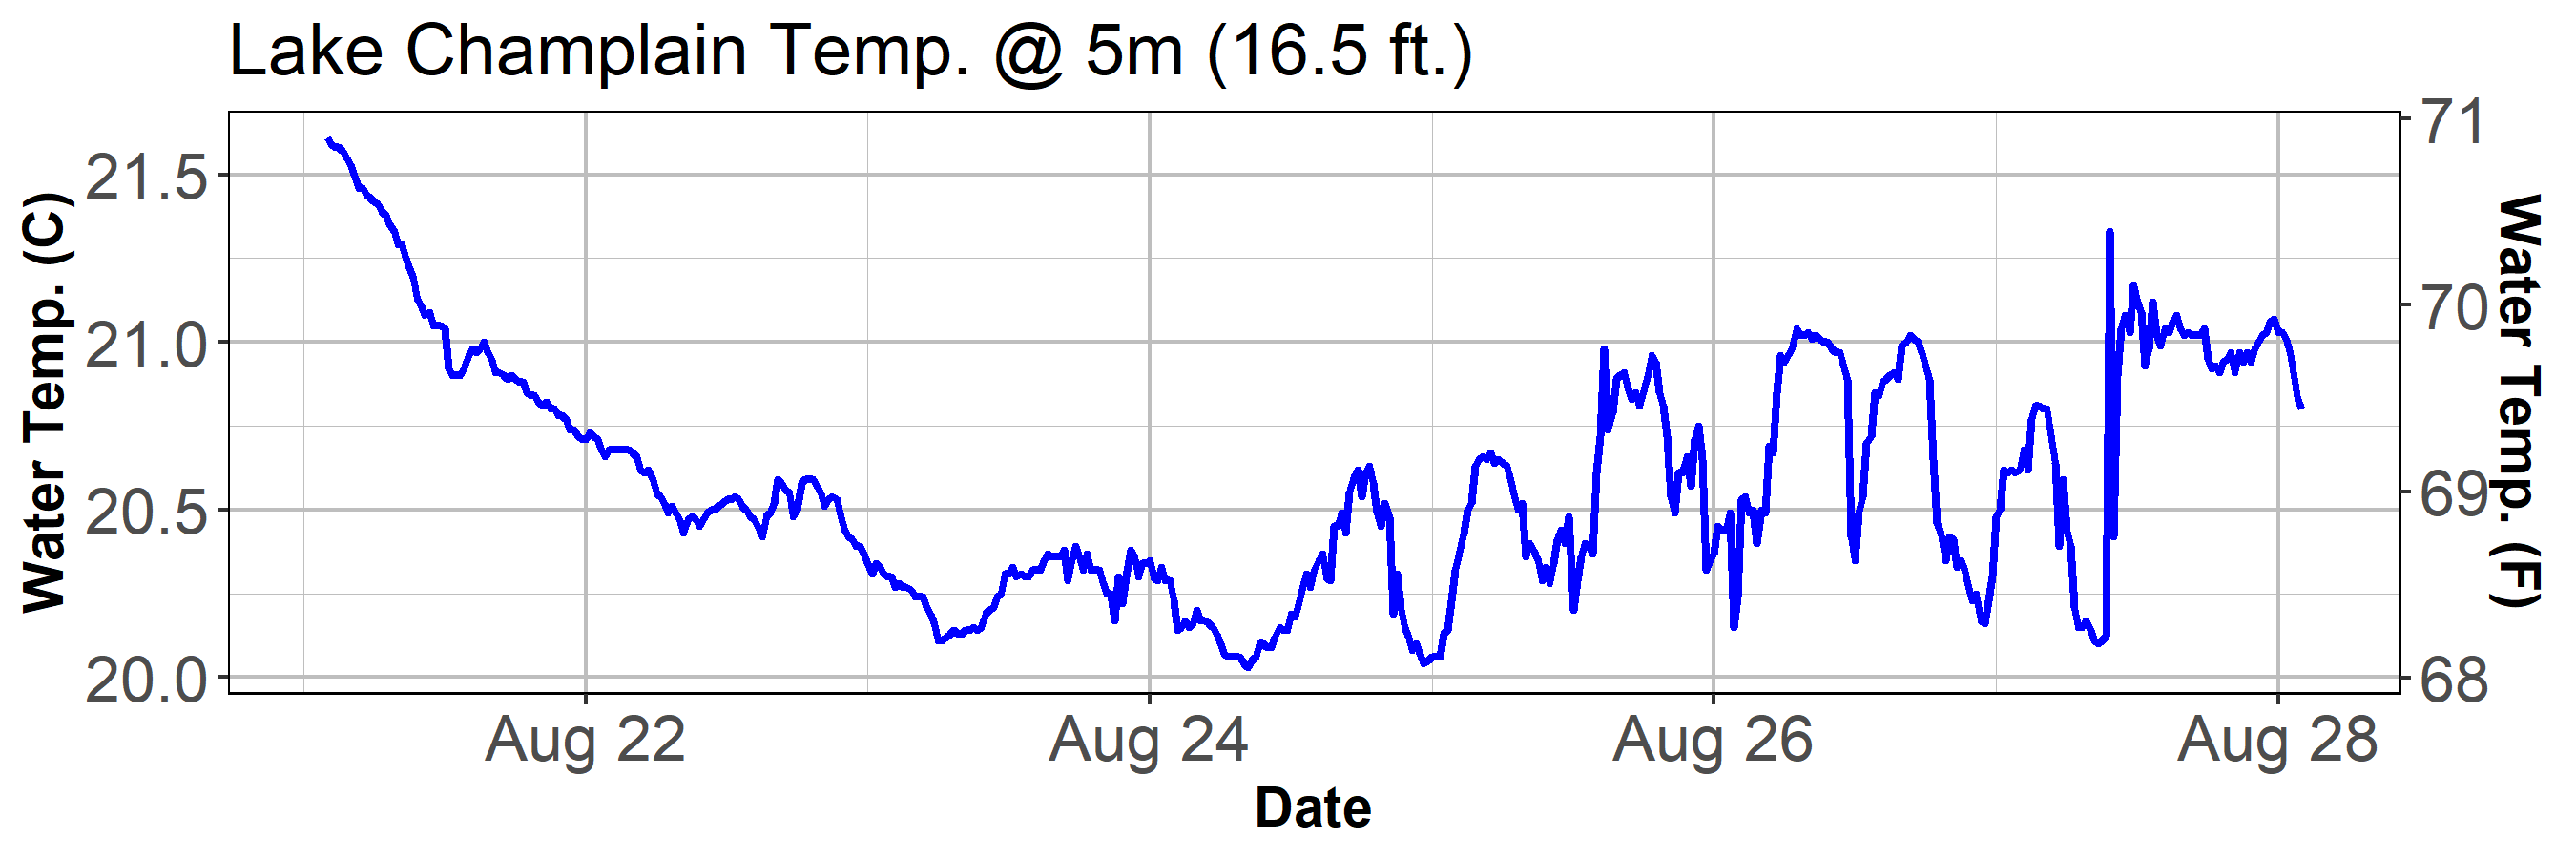 Lake Champlain Temp. @ 5m (16.5 ft.)
Water Temp. (C)
21.5
21.0
20.5
20.0
71
70
69
68
Water Temp. (F)
Aug 22 Aug 24 Aug 26 Aug 28
Date